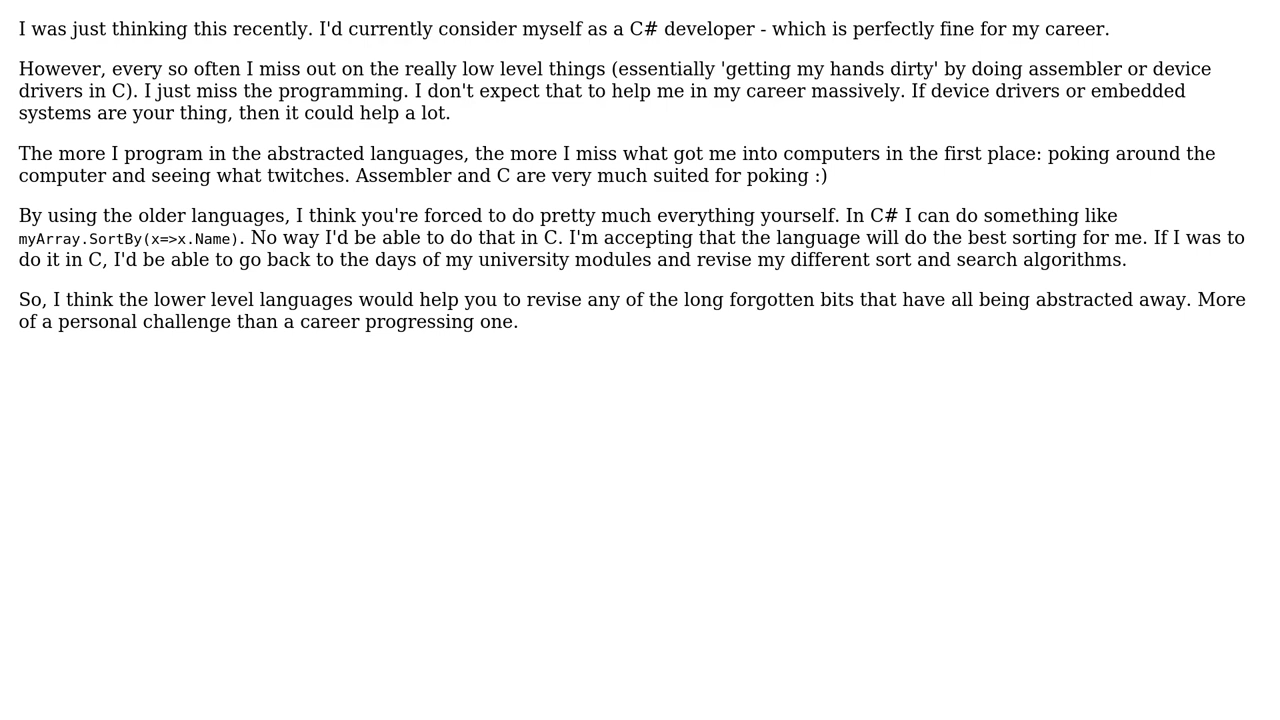 I was just thinking this recently. I'd currently consider myself as a C# developer - which is perfectly fine for my career.
However, every so often I miss out on the really low level things (essentially 'getting my hands dirty' by doing assembler or device
drivers in C). I just miss the programming. I don't expect that to help me in my career massively. If device drivers or embedded
systems are your thing, then it could help a lot.
The more I program in the abstracted languages, the more I miss what got me into computers in the first place: poking around the
computer and seeing what twitches. Assembler and C are very much suited for poking :)
By using the older languages, I think you're forced to do pretty much everything yourself. In C# I can do something like
myArray.SortBy(x=>x.Name). No way I'd be able to do that in C. I'm accepting that the language will do the best sorting for me. If I was to
do it in C, I'd be able to go back to the days of my university modules and revise my different sort and search algorithms.
So, I think the lower level languages would help you to revise any of the long forgotten bits that have all being abstracted away. More
of a personal challenge than a career progressing one.